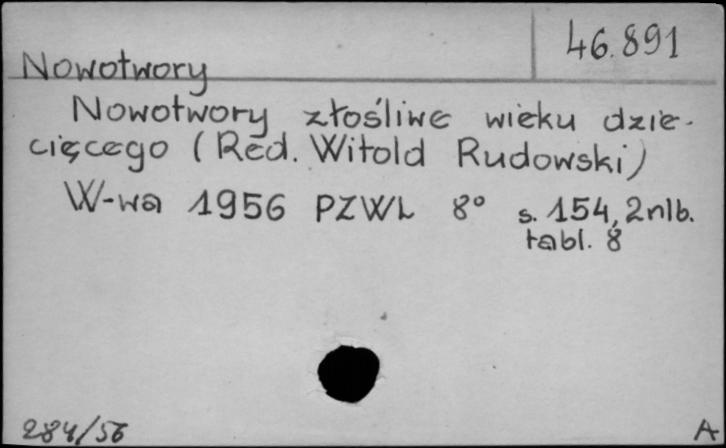 46.891
Nowotwory
Nowotwory złośliwe wieku dzie-
cięcego (Red. Witold Rudowski)
W-wa 1956 PZWL 8° s. 154, 2nlb.
tabl. 8
284/56
A